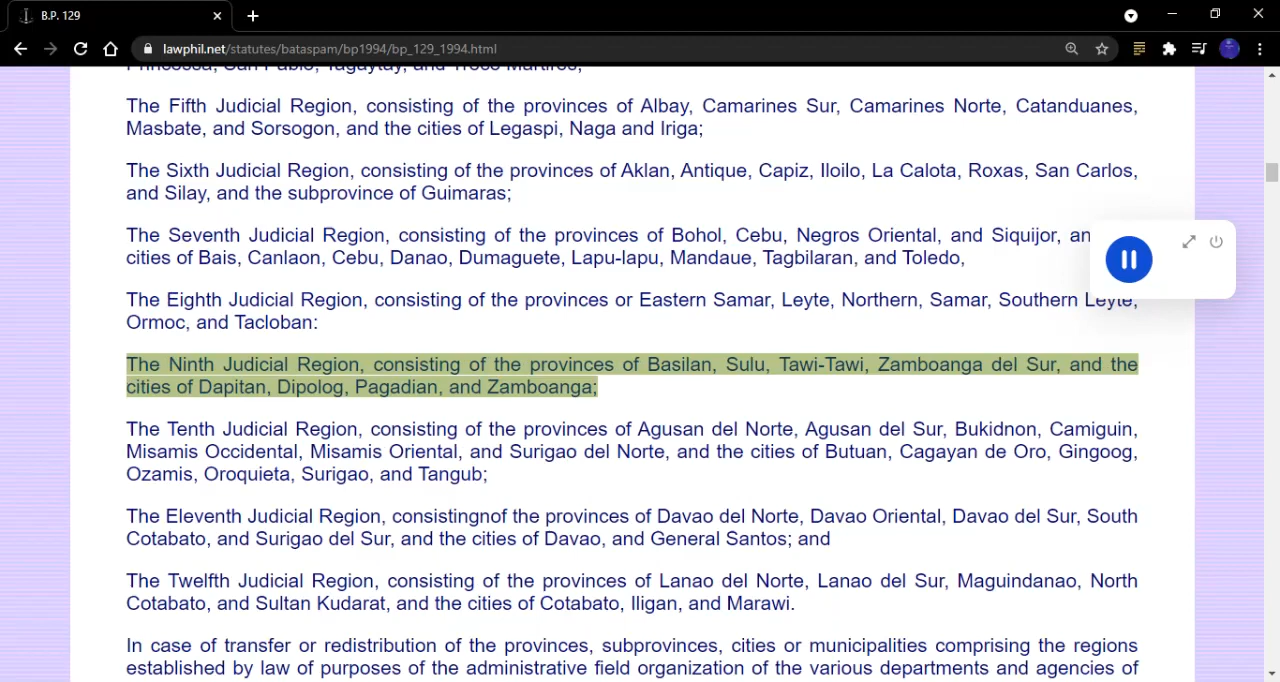 B.P. 129
lawphil.net/statutes/bataspam/bp1994/bp_129_1994.html
Princessa, San Pablo, Tagaytay, and Trece Martires;
The Fifth Judicial Region, consisting of the provinces of Albay, Camarines Sur, Camarines Norte, Catanduanes,
Masbate, and Sorsogon, and the cities of Legaspi, Naga and Iriga;
The Sixth Judicial Region, consisting of the provinces of Aklan, Antique, Capiz, Iloilo, La Calota, Roxas, San Carlos,
and Silay, and the subprovince of Guimaras;
The Seventh Judicial Region, consisting of the provinces of Bohol, Cebu, Negros Oriental, and Siquijor, an
cities of Bais, Canlaon, Cebu, Danao, Dumaguete, Lapu-lapu, Mandaue, Tagbilaran, and Toledo,
The Eighth Judicial Region, consisting of the provinces or Eastern Samar, Leyte, Northern, Samar, Southern Leyte,
Ormoc, and Tacloban:
The Ninth Judicial Region, consisting of the provinces of Basilan, Sulu, Tawi-Tawi, Zamboanga del Sur, and the
cities of Dapitan, Dipolog, Pagadian, and Zamboanga;
The Tenth Judicial Region, consisting of the provinces of Agusan del Norte, Agusan del Sur, Bukidnon, Camiguin,
Misamis Occidental, Misamis Oriental, and Surigao del Norte, and the cities of Butuan, Cagayan de Oro, Gingoog,
Ozamis, Oroquieta, Surigao, and Tangub;
The Eleventh Judicial Region, consistingnof the provinces of Davao del Norte, Davao Oriental, Davao del Sur, South
Cotabato, and Surigao del Sur, and the cities of Davao, and General Santos; and
The Twelfth Judicial Region, consisting of the provinces of Lanao del Norte, Lanao del Sur, Maguindanao, North
Cotabato, and Sultan Kudarat, and the cities of Cotabato, Iligan, and Marawi.
In case of transfer or redistribution of the provinces, subprovinces, cities or municipalities comprising the regions
established by law of purposes of the administrative field organization of the various departments and agencies of